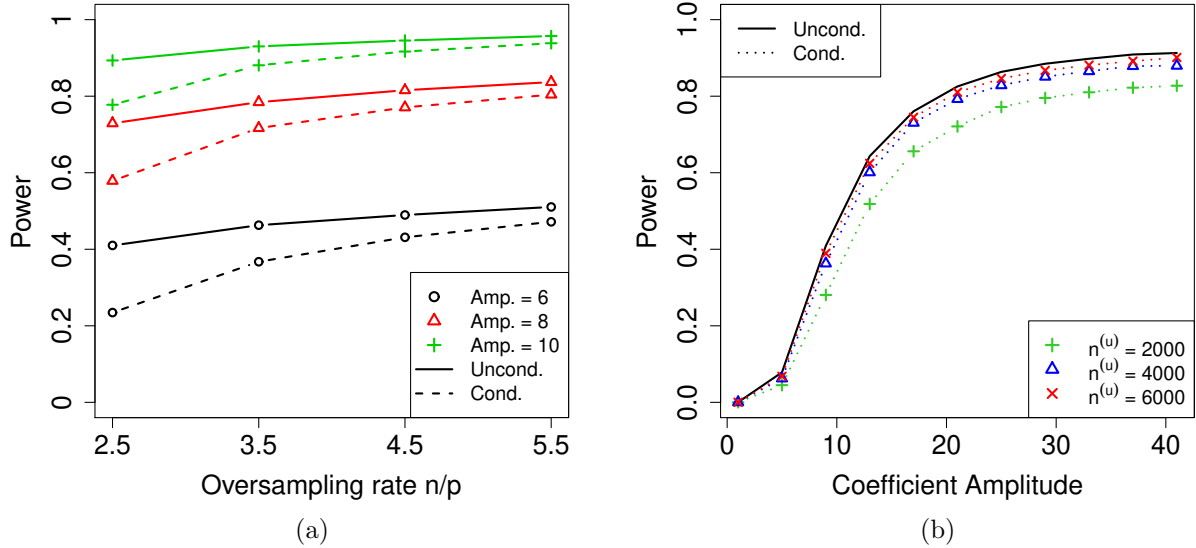 1
0.8
0.6
0.4
0.2
0
Power
2.5
3.5
4.5
5.5
Oversampling rate n/p
Amp. = 6
Amp. = 8
Amp. = 10
Uncond.
Cond.
(a)
Uncond.
Cond.
1.0
0.8
0.6
0.4
0.2
0.0
Power
0
10
20
30
40
Coefficient Amplitude
n(u) = 2000
n(u) = 4000
n(u) = 6000
(b)